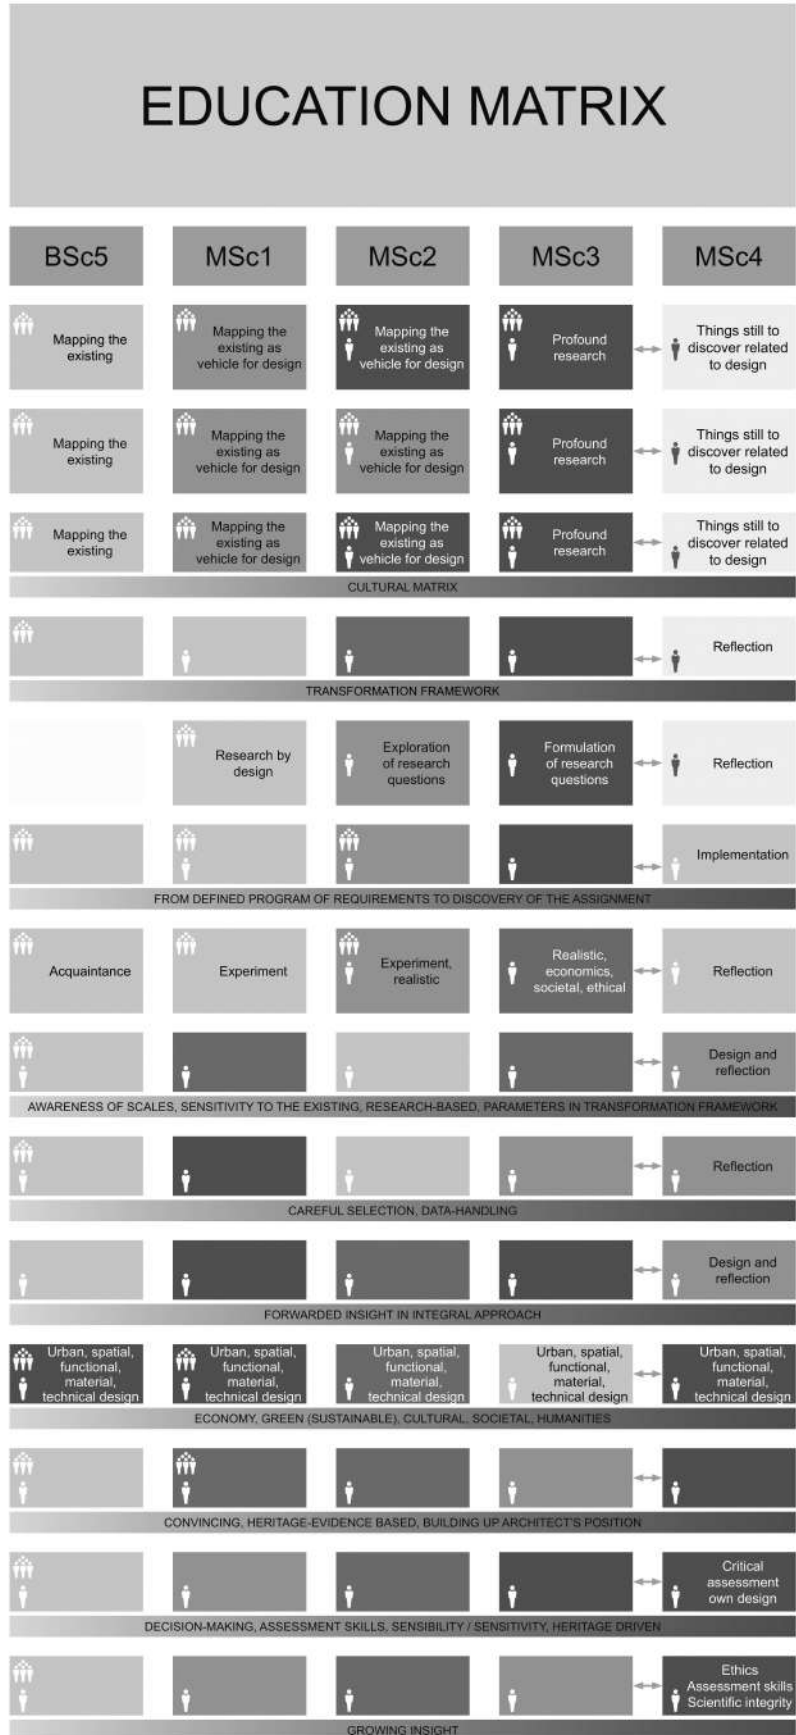 EDUCATION MATRIX
BSc5
MSc1
MSc2
MSc3
MSc4
Mapping the
existing
Mapping the
existing as
vehicle for design
Mapping the
existing as
vehicle for design
Profound
research
Things still to
discover related
to design
Mapping the
existing
Mapping the
existing as
vehicle for design
Mapping the
existing as
vehicle for design
Profound
research
Things still to
discover related
to design
Mapping the
existing
Mapping the
existing as
vehicle for design
Mapping the
existing as
vehicle for design
Profound
research
Things still to
discover related
to design
CULTURAL MATRIX
Reflection
TRANSFORMATION FRAMEWORK
Research by
design
Exploration
of research
questions
Formulation
of research
questions
Reflection
Implementation
FROM DEFINED PROGRAM OF REQUIREMENTS TO DISCOVERY OF THE ASSIGNMENT
Acquaintance
Experiment
Experiment,
realistic
Realistic,
economics,
societal, ethical
Reflection
Design and
reflection
AWARENESS OF SCALES, SENSITIVITY TO THE EXISTING, RESEARCH-BASED, PARAMETERS IN TRANSFORMATION FRAMEWORK
Reflection
CAREFUL SELECTION, DATA-HANDLING
Design and
reflection
FORWARDED INSIGHT IN INTEGRAL APPROACH
Urban, spatial,
functional,
material,
technical design
Urban, spatial,
functional,
material,
technical design
Urban, spatial,
functional,
material,
technical design
Urban, spatial,
functional,
material,
technical design
Urban, spatial,
functional,
material,
technical design
ECONOMY, GREEN (SUSTAINABLE), CULTURAL, SOCIETAL, HUMANITIES
CONVINCING, HERITAGE-EVIDENCE BASED, BUILDING UP ARCHITECT'S POSITION
Critical
assessment
own design
DECISION-MAKING, ASSESSMENT SKILLS, SENSIBILITY / SENSITIVITY, HERITAGE DRIVEN
Ethics
Assessment skills
Scientific integrity
GROWING INSIGHT